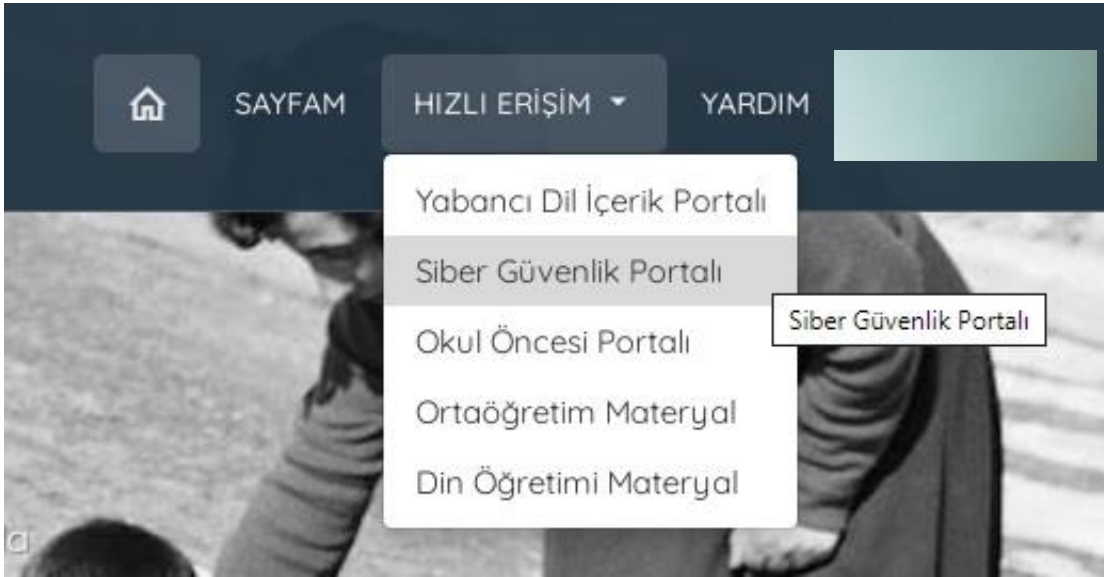 SAYFAM HIZLI ERİŞİM YARDIM
Yabancı Dil İçerik Portalı
Siber Güvenlik Portalı
Siber Güvenlik Portalı
Okul Öncesi Portalı
Ortaöğretim Materyal
Din Öğretimi Materyal
a